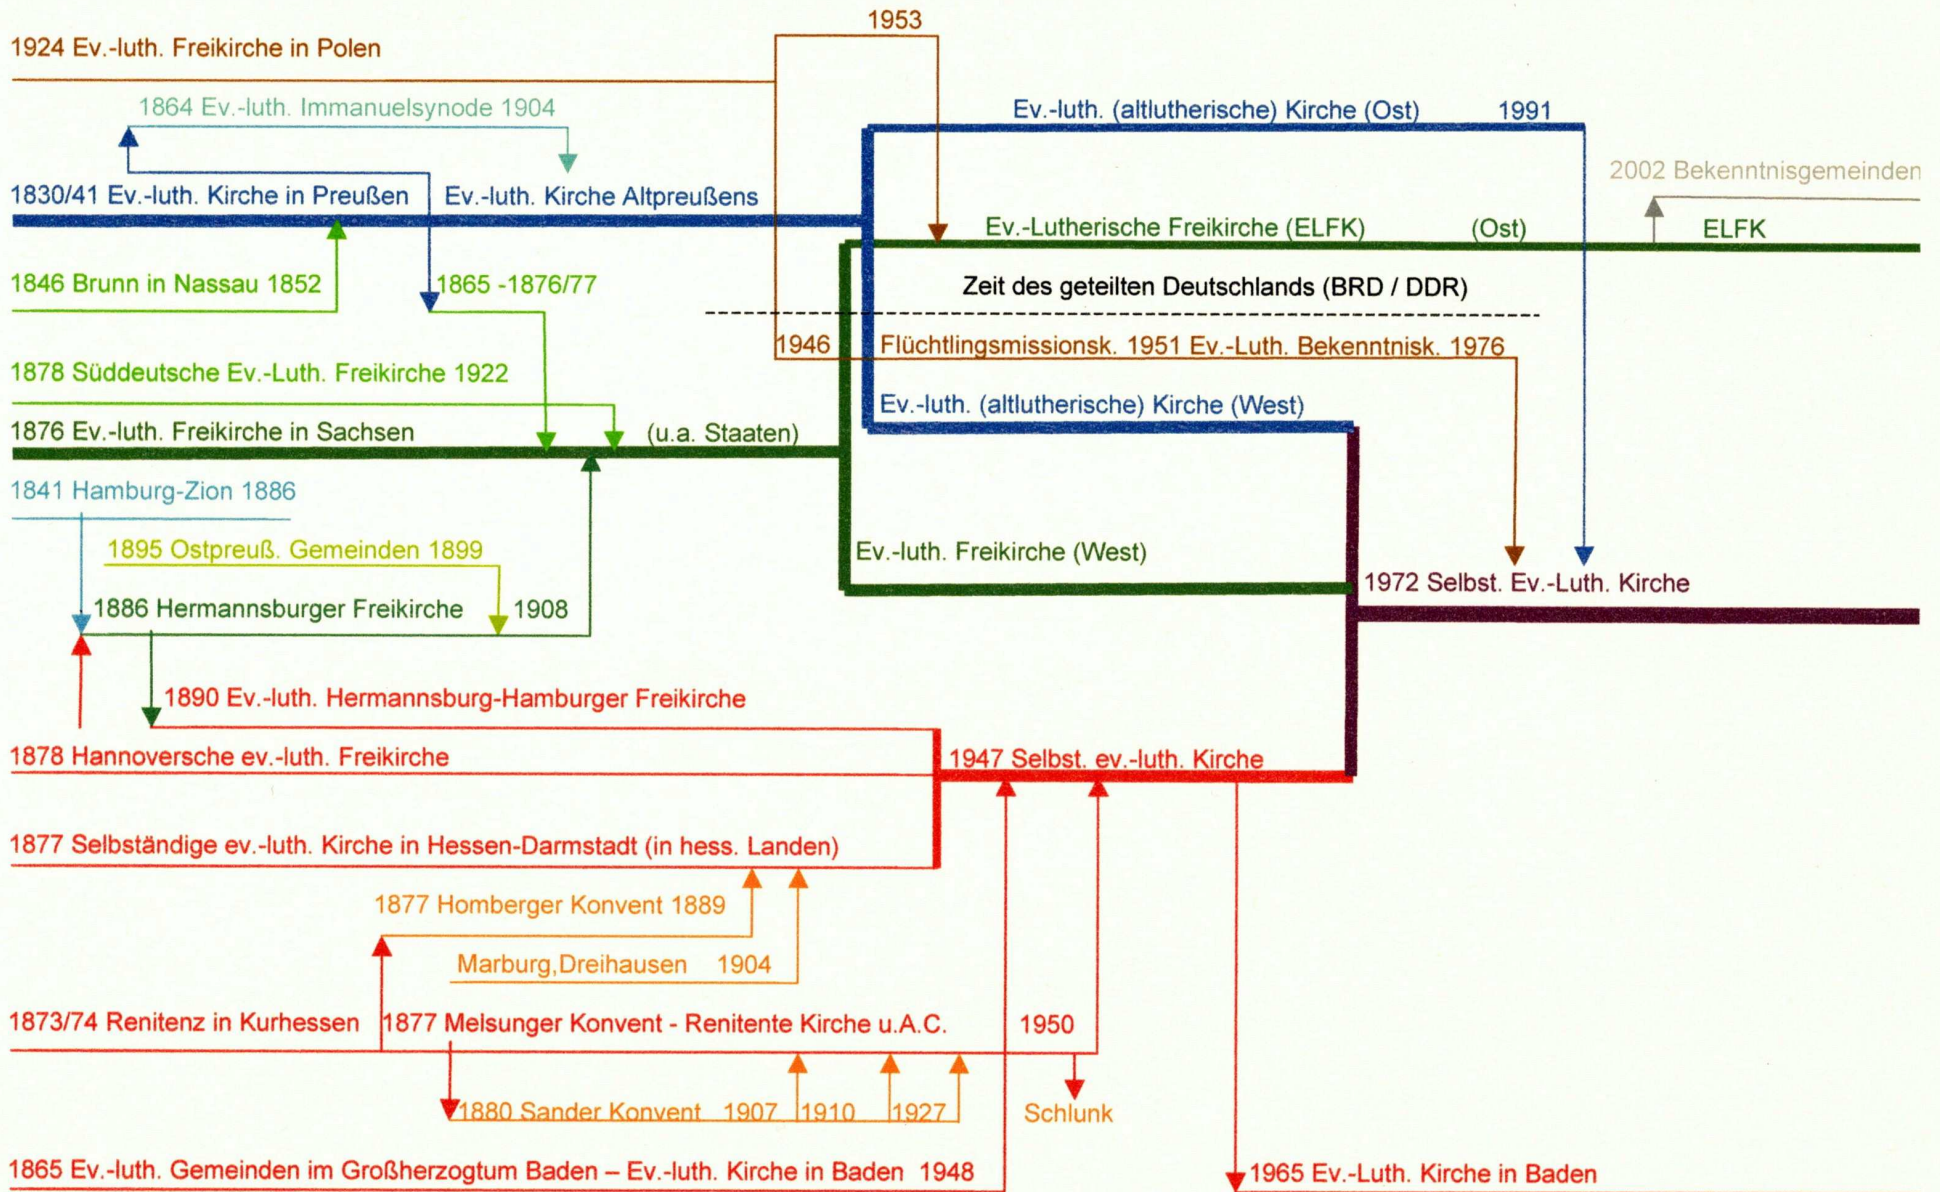 1953
1924 Ev.-luth. Freikirche in Polen
1864 Ev.-luth. Immanuelsynode 1904
Ev.-luth. (altlutherische) Kirche (Ost) 1991
2002 Bekenntnisgemeinden
1830/41 Ev.-luth. Kirche in Preußen
Ev.-luth. Kirche Altpreußens
Ev.-Lutherische Freikirche (ELFK) (Ost) ELFK
1846 Brunn in Nassau 1852
1865 -1876/77
Zeit des geteilten Deutschlands (BRD / DDR)
1946 Flüchtlingsmissionsk. 1951 Ev.-Luth. Bekenntnisk. 1976
1878 Süddeutsche Ev.-Luth. Freikirche 1922
Ev.-luth. (altlutherische) Kirche (West)
1876 Ev.-luth. Freikirche in Sachsen (u.a. Staaten)
1841 Hamburg-Zion 1886
1895 Ostpreuß. Gemeinden 1899
Ev.-luth. Freikirche (West)
1972 Selbst. Ev.-Luth. Kirche
1886 Hermannsburger Freikirche 1908
1890 Ev.-luth. Hermannsburg-Hamburger Freikirche
1878 Hannoversche ev.-luth. Freikirche
1947 Selbst. ev.-luth. Kirche
1877 Selbständige ev.-luth. Kirche in Hessen-Darmstadt (in hess. Landen)
1877 Homberger Konvent 1889
Marburg,Dreihausen 1904
1873/74 Renitenz in Kurhessen
1877 Melsunger Konvent - Renitente Kirche u.A.C. 1950
1880 Sander Konvent 1907 1910 1927
Schlunk
1865 Ev.-luth. Gemeinden im Großherzogtum Baden – Ev.-luth. Kirche in Baden 1948
1965 Ev.-Luth. Kirche in Baden